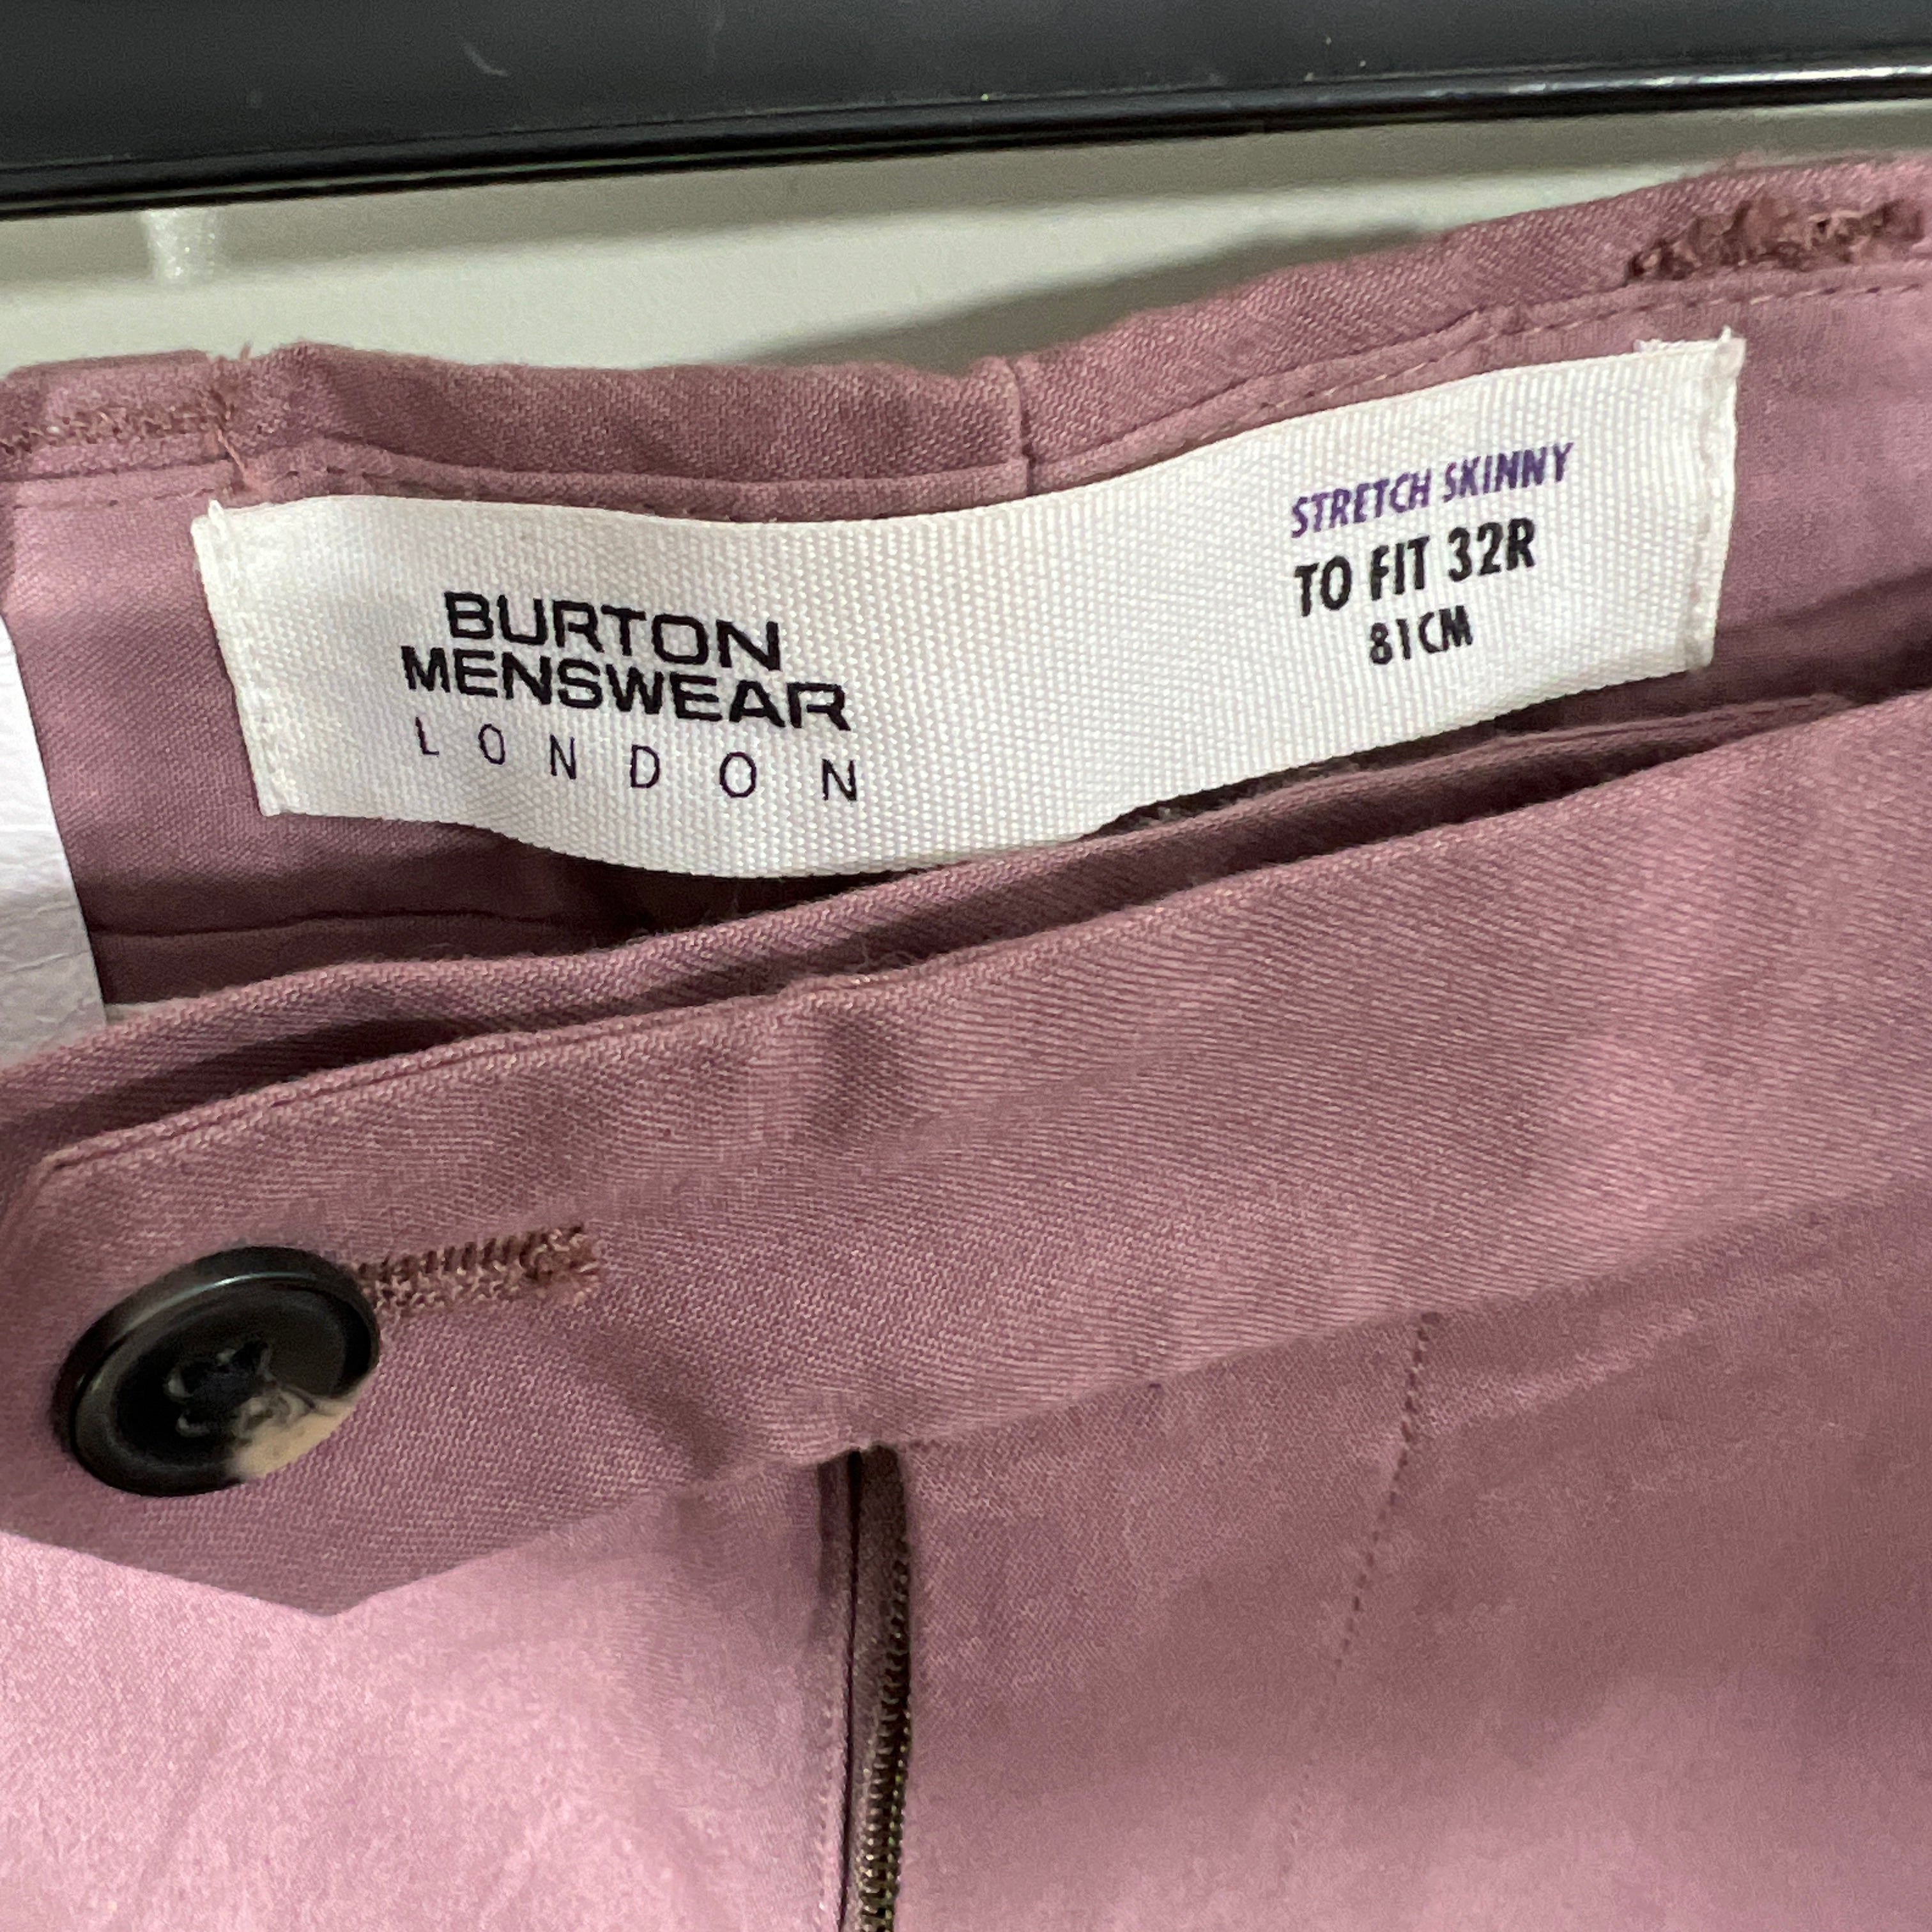 BURTON
MENSWEAR
LONDON
STRETCH SKINNY
TO FIT 32R
81CM